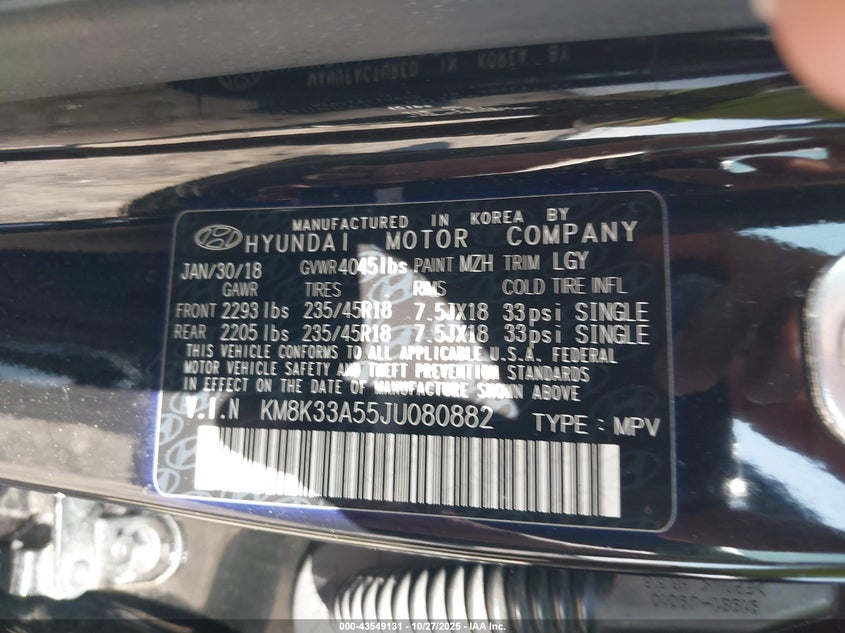 MANUFACTURED IN KOREA BY
HYUNDAI MOTOR COMPANY
JAN/30/18 GVWR 4045lbs PAINT MZH TRIM LGY
GAWR TIRES RMS COLD TIRE INFL
FRONT 2293 lbs 235/45R18 7.5JX18 33psi SINGLE
REAR 2205 lbs 235/45R18 7.5JX18 33psi SINGLE
THIS VEHICLE CONFORMS TO ALL APPLICABLE U.S.A. FEDERAL
MOTOR VEHICLE SAFETY AND THEFT PREVENTION STANDARDS
IN EFFECT ON THE DATE OF MANUFACTURE SHOWN ABOVE
V.I.N KM8K33A55JU080882 TYPE : MPV
91981-J9010
000-43549131 - 10/27/2025 - IAA Inc.